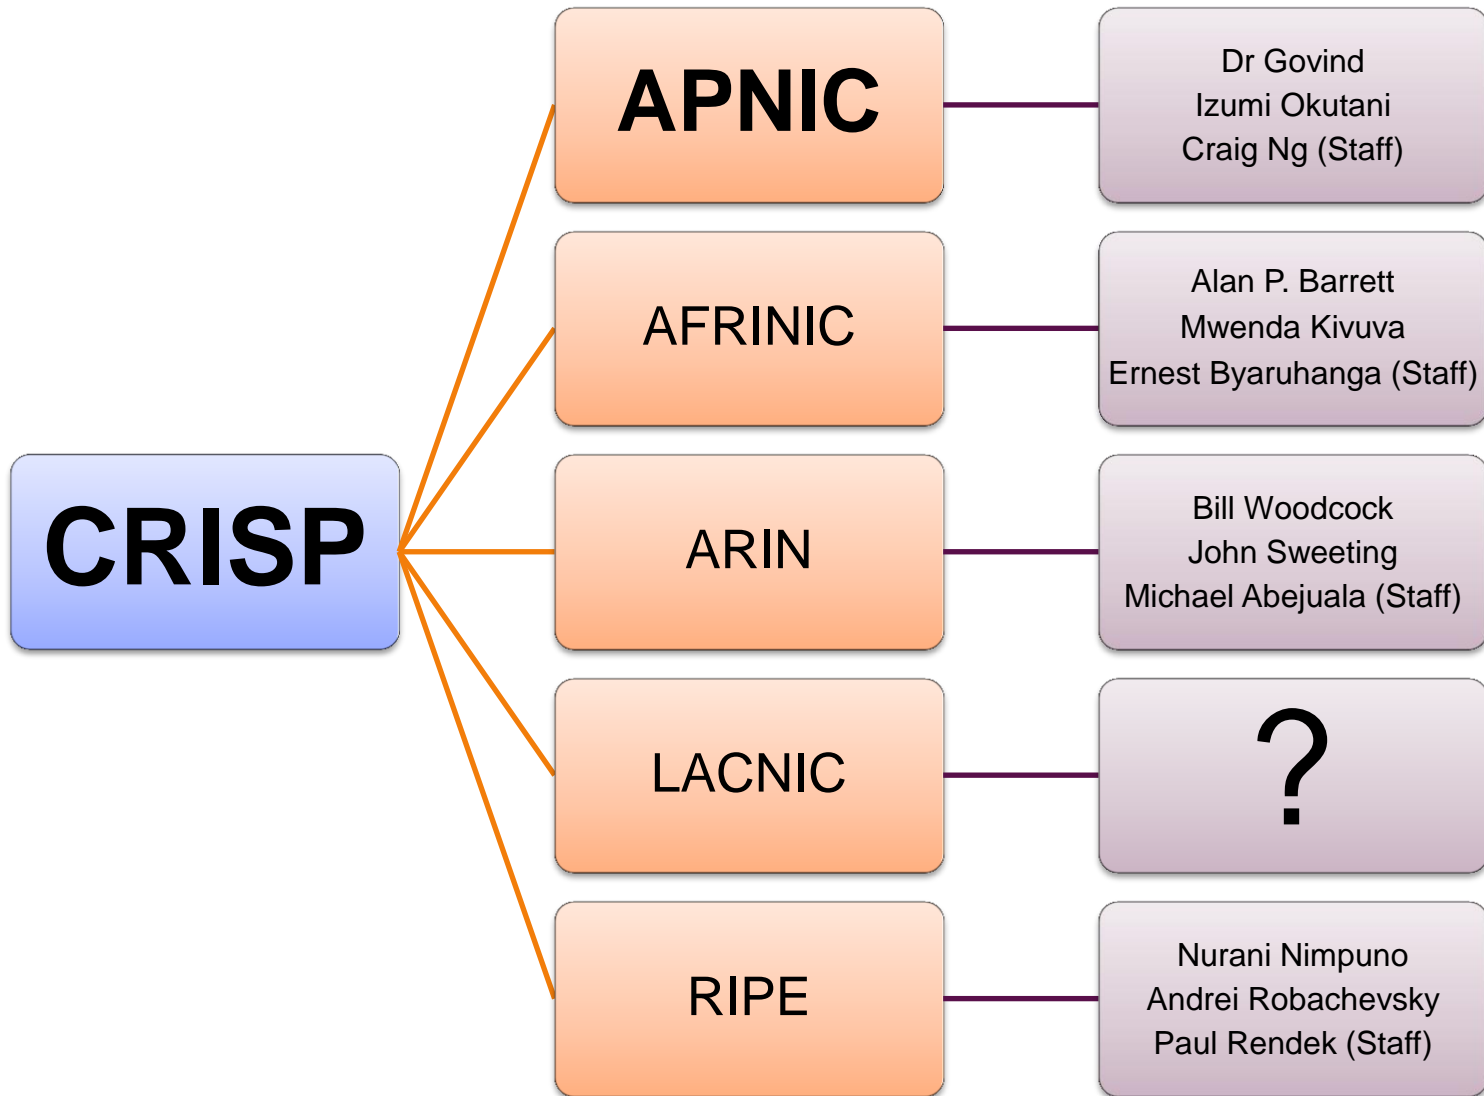 CRISP
APNIC
Dr Govind
Izumi Okutani
Craig Ng (Staff)
AFRINIC
Alan P. Barrett
Mwenda Kivuva
Ernest Byaruhanga (Staff)
ARIN
Bill Woodcock
John Sweeting
Michael Abejuala (Staff)
LACNIC
?
RIPE
Nurani Nimpuno
Andrei Robachevsky
Paul Rendek (Staff)